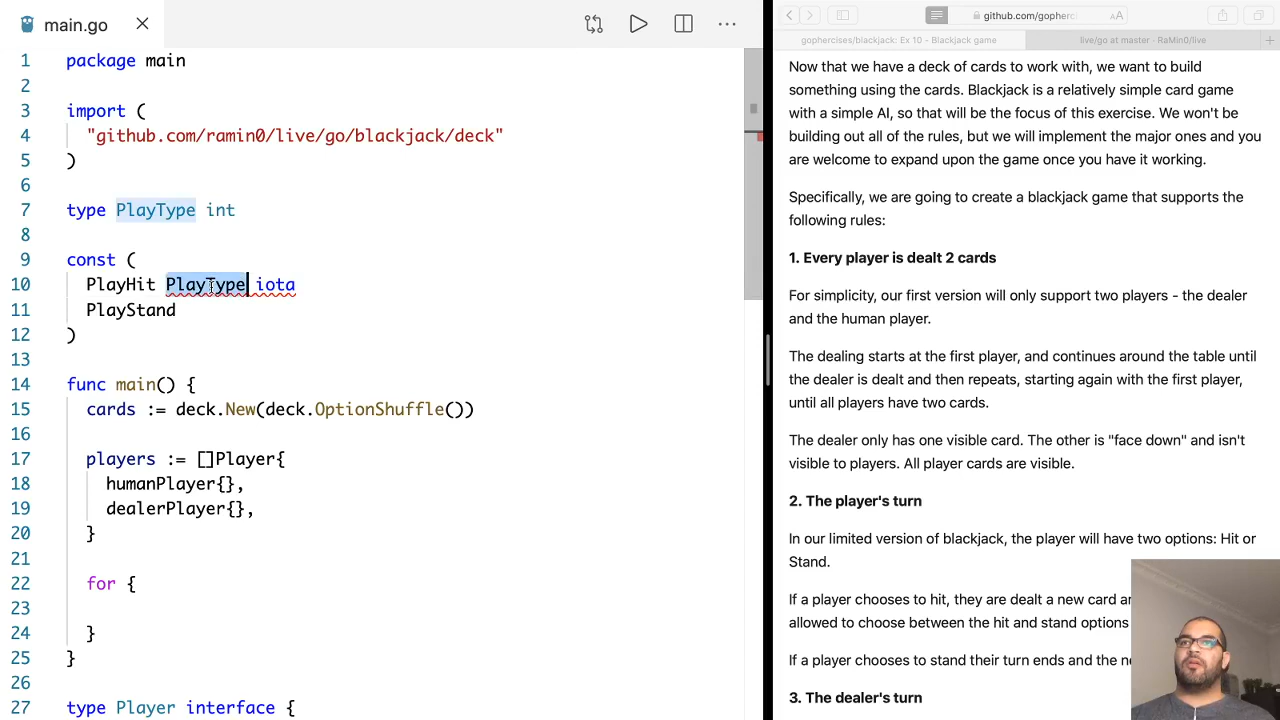 main.go
1 package main
2
3 import (
4 "github.com/ramin0/live/go/blackjack/deck"
5 )
6
7 type PlayType int
8
9 const (
10 PlayHit PlayType iota
11 PlayStand
12 )
13
14 func main() {
15 cards := deck.New(deck.OptionShuffle())
16
17 players := []Player{
18 humanPlayer{},
19 dealerPlayer{},
20 }
21
22 for {
23
24 }
25 }
26
27 type Player interface {
github.com/gopherc
AA
gophercises/blackjack: Ex 10 - Blackjack game
live/go at master · RaMin0/live
Now that we have a deck of cards to work with, we want to build
something using the cards. Blackjack is a relatively simple card game
with a simple AI, so that will be the focus of this exercise. We won't be
building out all of the rules, but we will implement the major ones and you
are welcome to expand upon the game once you have it working.
Specifically, we are going to create a blackjack game that supports the
following rules:
1. Every player is dealt 2 cards
For simplicity, our first version will only support two players - the dealer
and the human player.
The dealing starts at the first player, and continues around the table until
the dealer is dealt and then repeats, starting again with the first player,
until all players have two cards.
The dealer only has one visible card. The other is "face down" and isn't
visible to players. All player cards are visible.
2. The player's turn
In our limited version of blackjack, the player will have two options: Hit or
Stand.
If a player chooses to hit, they are dealt a new card
allowed to choose between the hit and stand options
If a player chooses to stand their turn ends and the
3. The dealer's turn